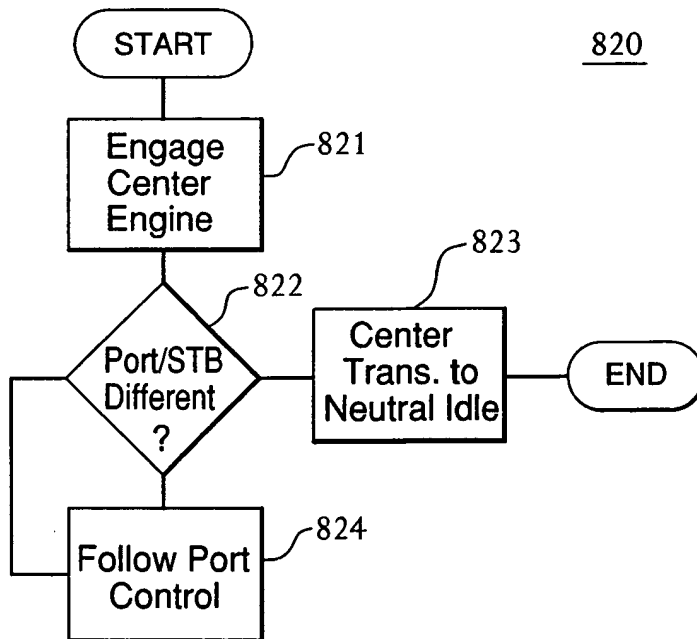 START
820
Engage
Center
Engine
821
822
823
Port/STB
Different
?
Center
Trans. to
Neutral Idle
END
824
Follow Port
Control